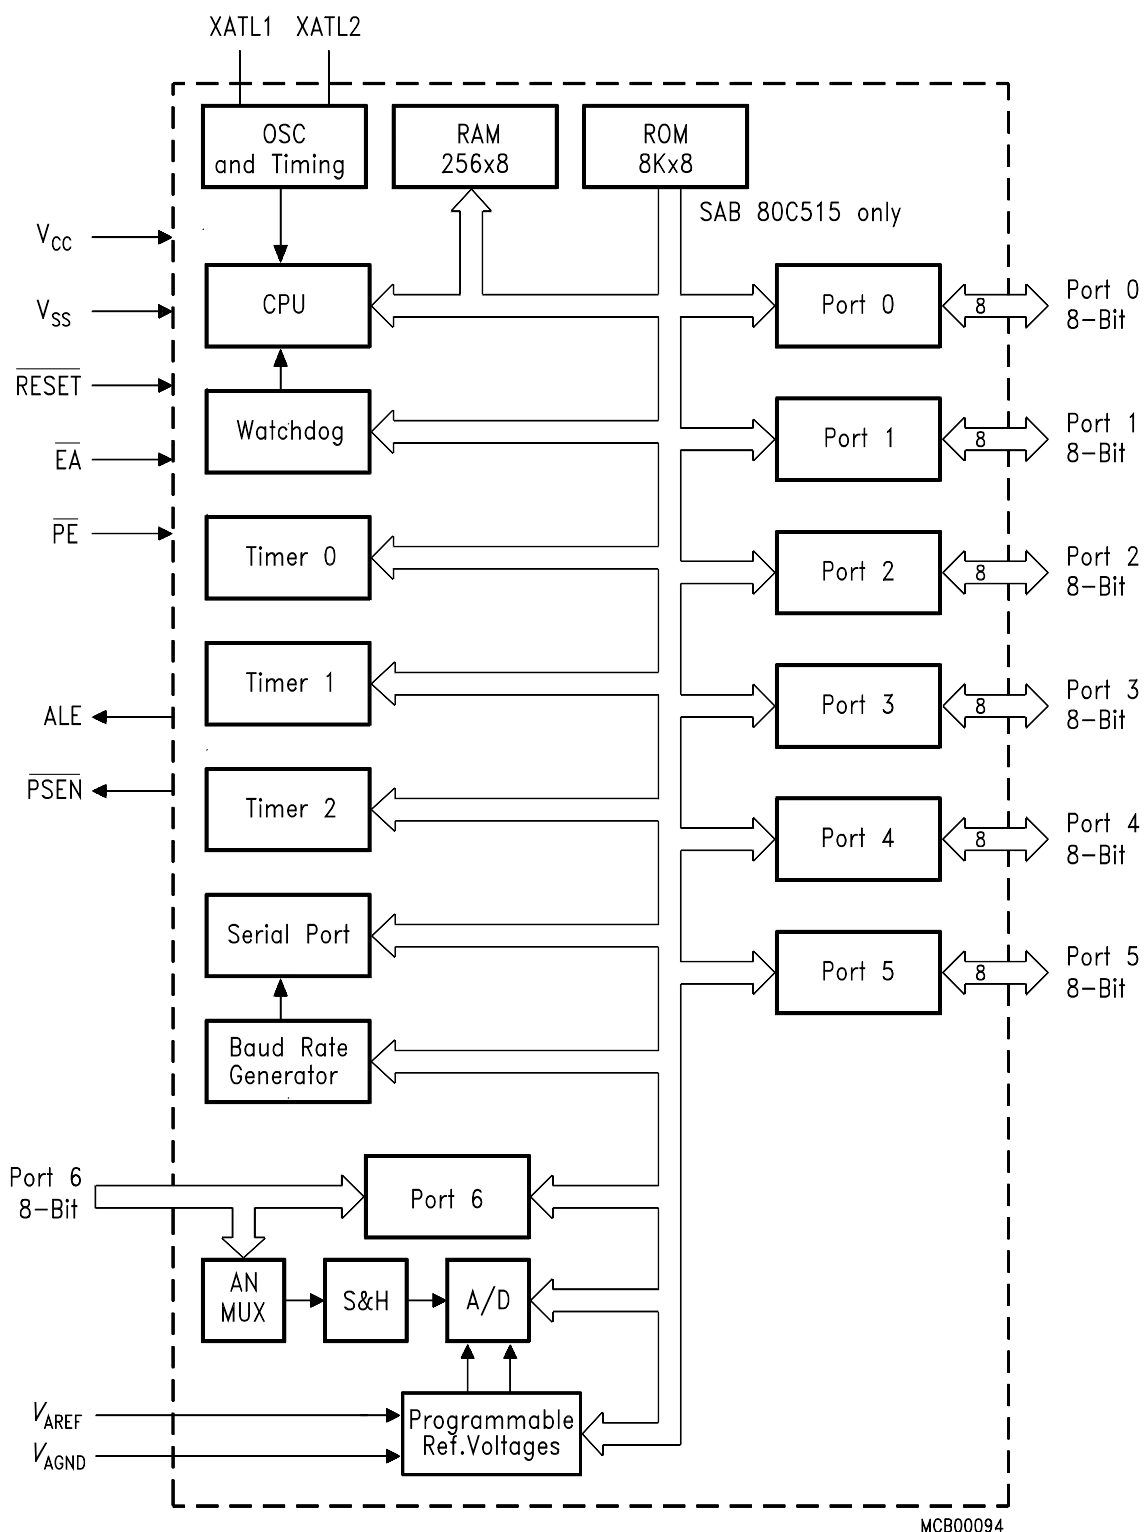 XATL1 XATL2
OSC
and Timing
RAM
256x8
ROM
8Kx8
SAB 80C515 only
VCC
CPU
Port 0
8
Port 0
8-Bit
VSS
RESET
Watchdog
Port 1
8
Port 1
8-Bit
EA
PE
Timer 0
Port 2
8
Port 2
8-Bit
Timer 1
Port 3
8
Port 3
8-Bit
ALE
PSEN
Timer 2
Port 4
8
Port 4
8-Bit
Serial Port
Port 5
8
Port 5
8-Bit
Baud Rate
Generator
Port 6
8-Bit
Port 6
AN
MUX
S&H
A/D
VAREF
VAGND
Programmable
Ref.Voltages
MCB00094